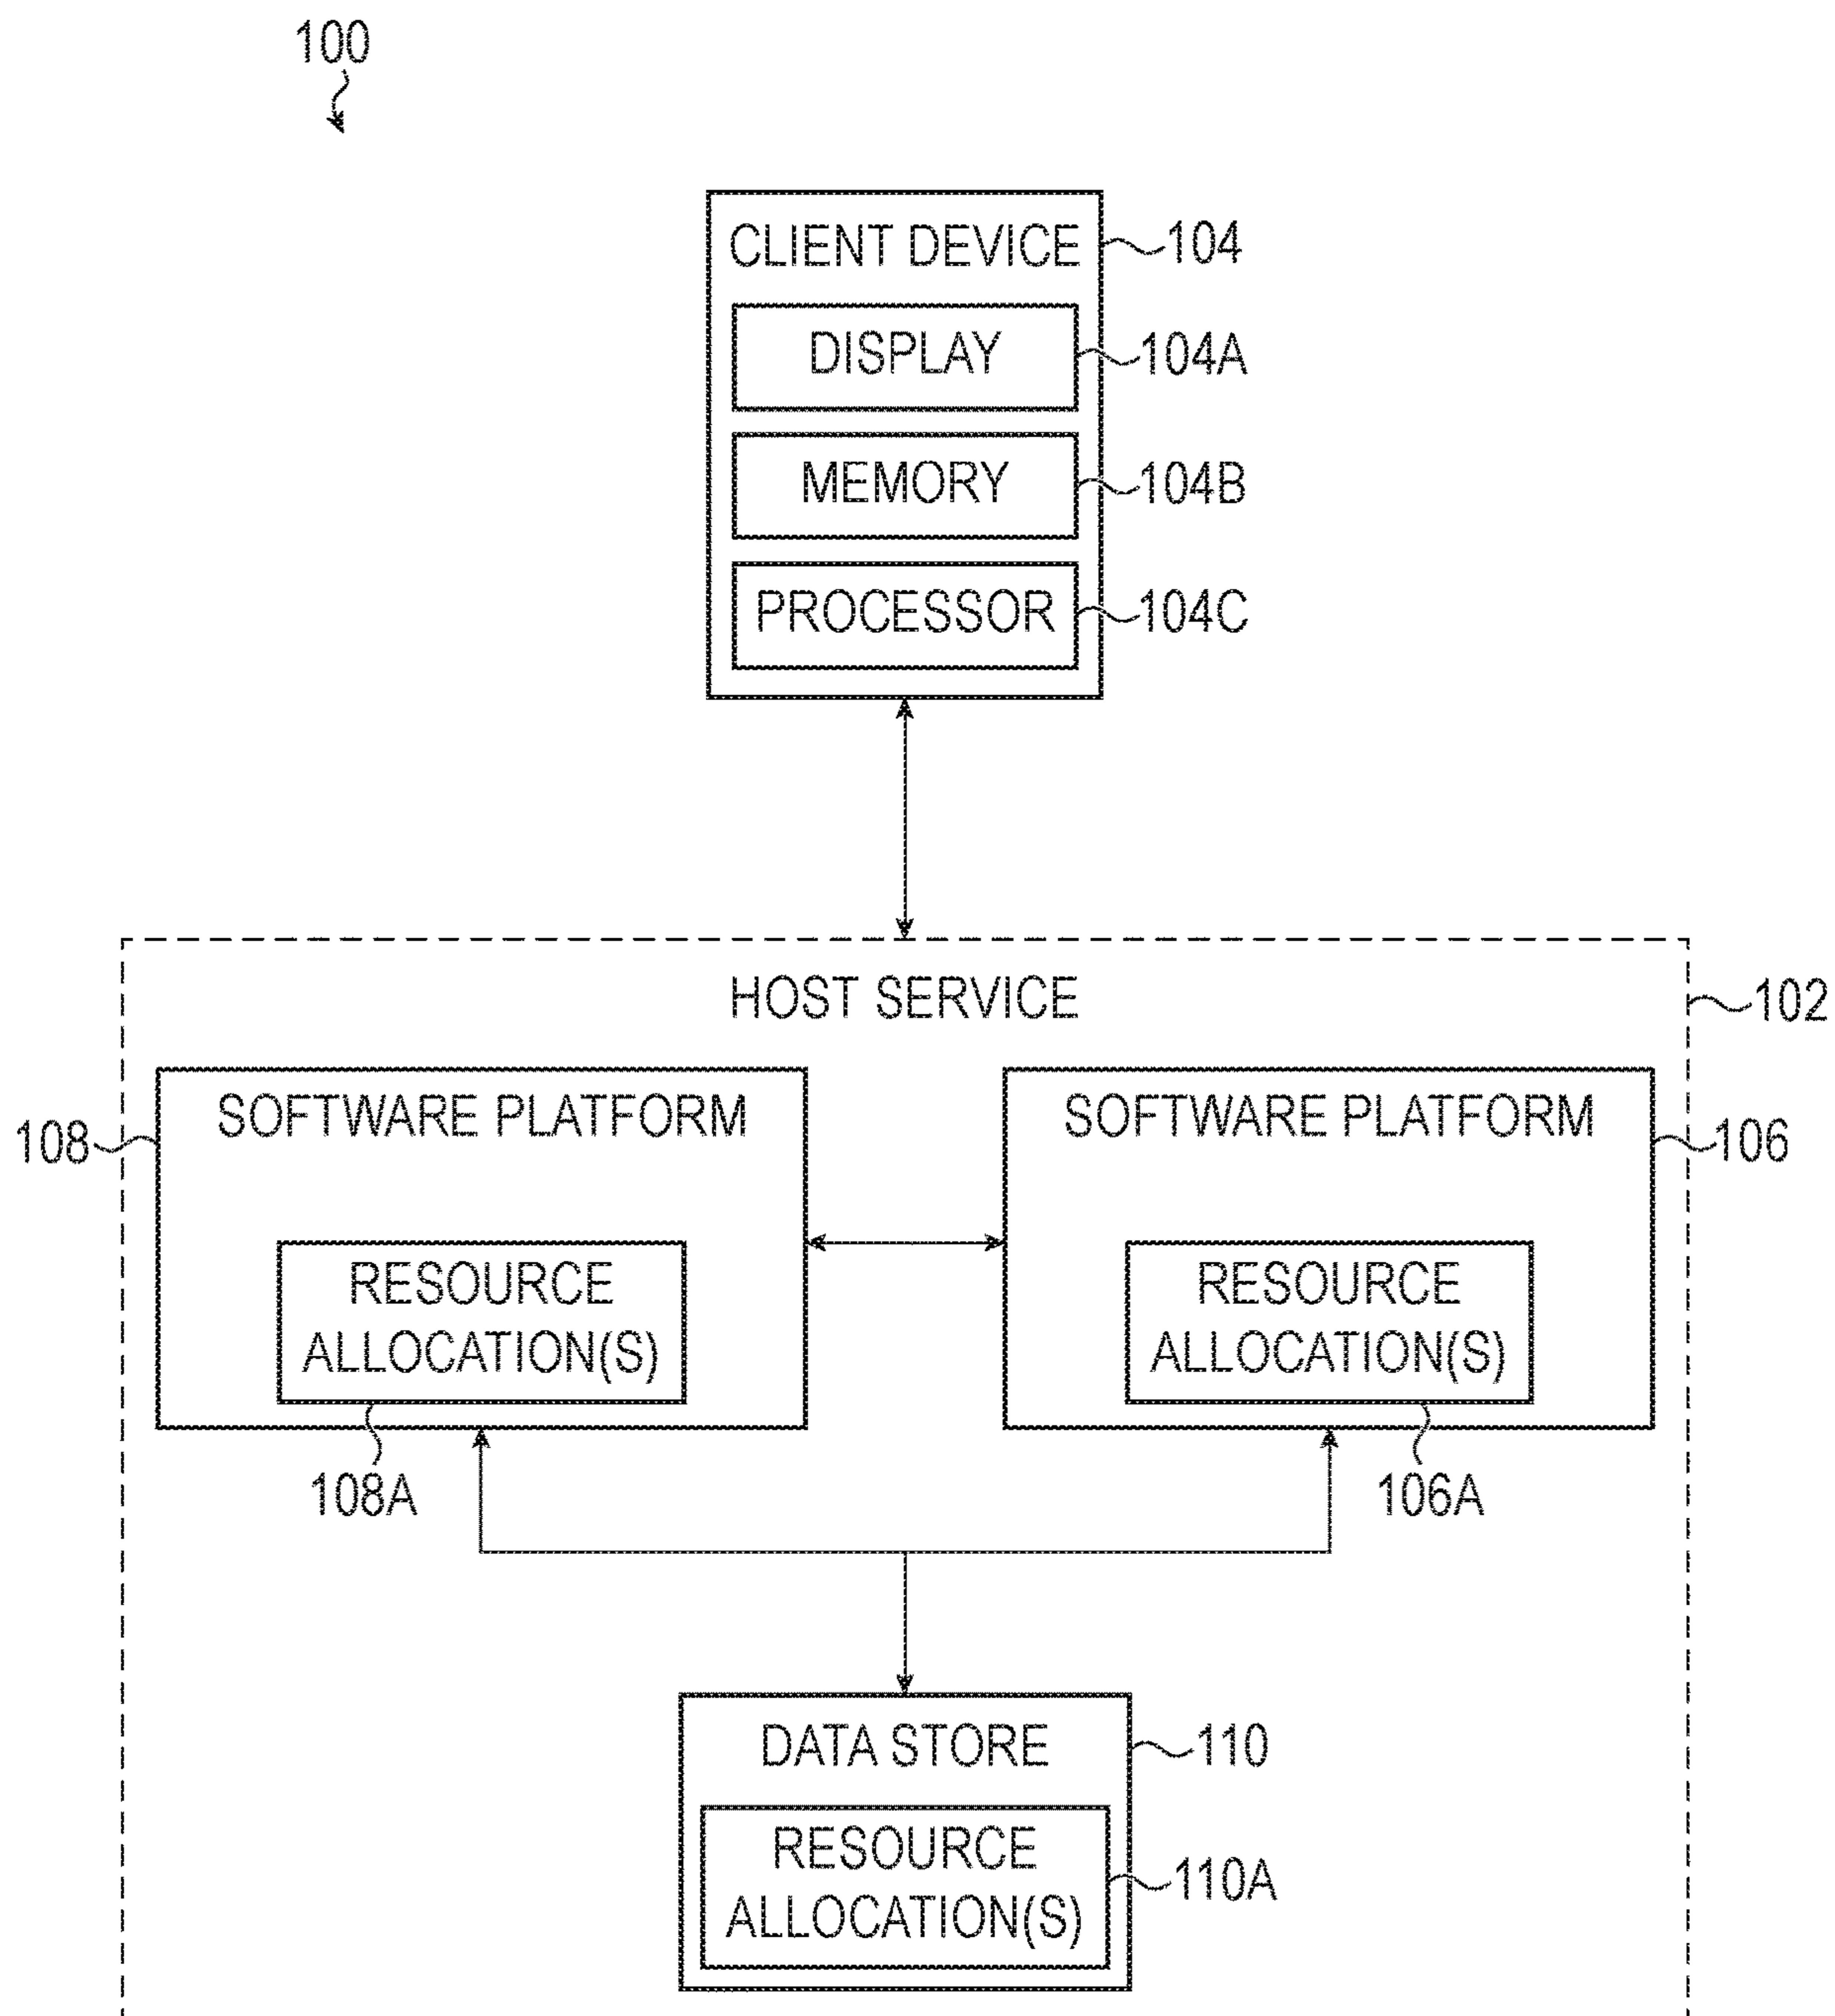 100
CLIENT DEVICE
104
DISPLAY
104A
MEMORY
104B
PROCESSOR
104C
HOST SERVICE
102
108
SOFTWARE PLATFORM
RESOURCE
ALLOCATION(S)
108A
SOFTWARE PLATFORM
106
RESOURCE
ALLOCATION(S)
106A
DATA STORE
110
RESOURCE
ALLOCATION(S)
110A